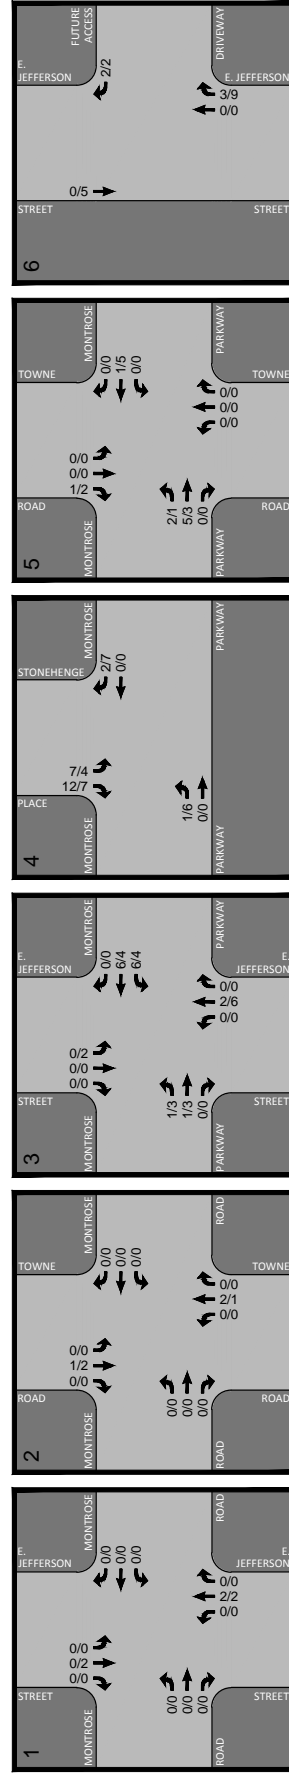 1
STREET
E.
JEFFERSON
MONTROSE
MONTROSE
0/0
0/2
0/0
0/0
0/0
0/0
0/0
0/0
0/0
0/0
2/2
0/0
ROAD
ROAD
STREET
E.
JEFFERSON
2
ROAD
TOWNE
MONTROSE
MONTROSE
0/0
1/2
0/0
0/0
0/0
0/0
0/0
0/0
0/0
0/0
2/1
0/0
ROAD
ROAD
ROAD
TOWNE
3
STREET
E.
JEFFERSON
MONTROSE
MONTROSE
0/2
0/0
0/0
0/0
6/4
6/4
1/3
1/3
0/0
0/0
2/6
0/0
PARKWAY
PARKWAY
STREET
E.
JEFFERSON
4
PLACE
STONEHENGE
MONTROSE
MONTROSE
7/4
12/7
2/7
0/0
1/6
0/0
PARKWAY
PARKWAY
5
ROAD
TOWNE
MONTROSE
MONTROSE
0/0
0/0
1/2
0/0
1/5
0/0
2/1
5/3
0/0
0/0
0/0
0/0
PARKWAY
PARKWAY
ROAD
TOWNE
6
STREET
E.
JEFFERSON
FUTURE
ACCESS
0/5
2/2
3/9
0/0
DRIVEWAY
STREET
E. JEFFERSON